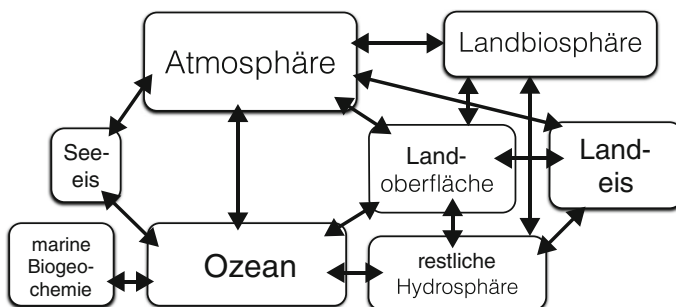 Atmosphäre
Landbiosphäre
See-
eis
Land-
oberfläche
Land-
eis
marine
Biogeo-
chemie
Ozean
restliche
Hydrosphäre